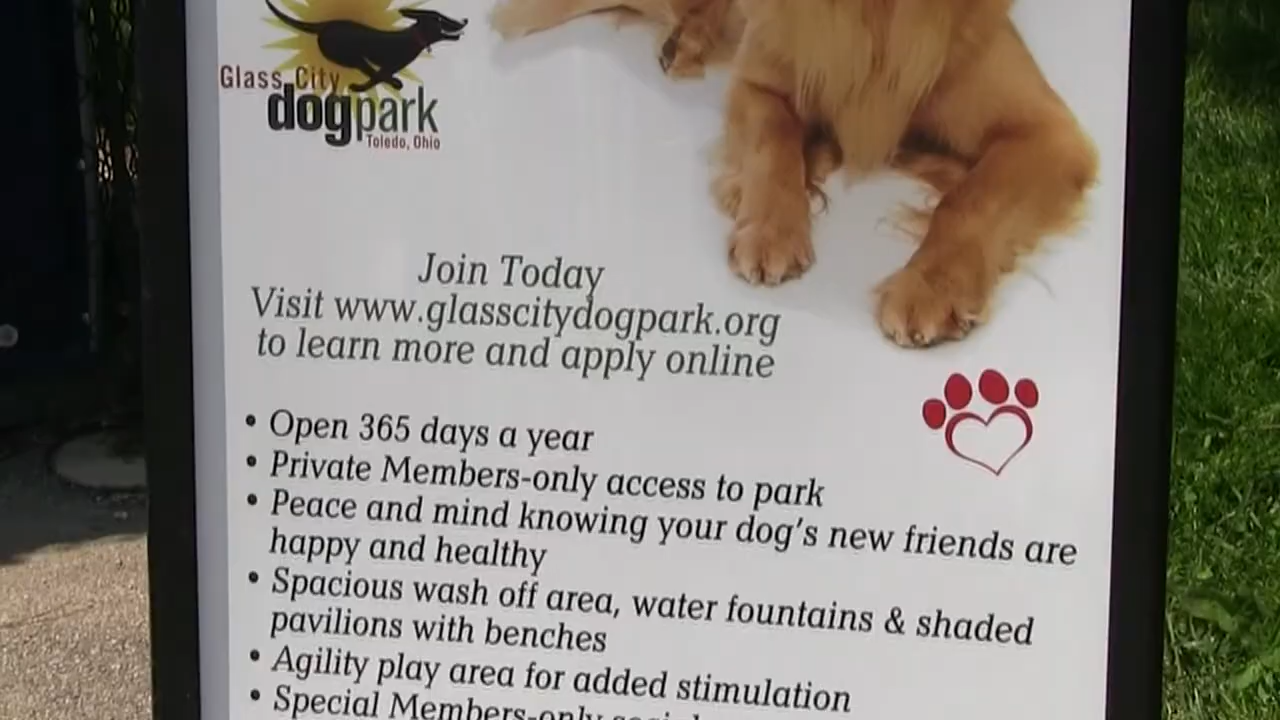 Glass City
dogpark
Toledo, Ohio
Join Today
Visit www.glasscitydogpark.org
to learn more and apply online
• Open 365 days a year
• Private Members-only access to park
• Peace and mind knowing your dog's new friends are
happy and healthy
• Spacious wash off area, water fountains & shaded
pavilions with benches
• Agility play area for added stimulation
• Special Members-only